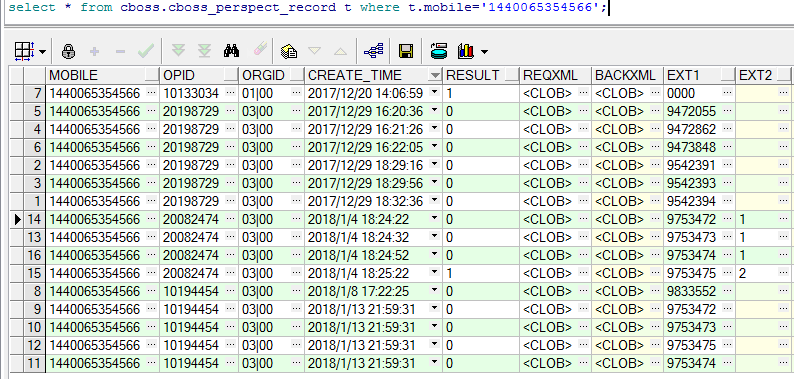 select * from cboss.cboss_perspect_record t where t.mobile='1440065354566';
MOBILE OPID ORGID CREATE_TIME RESULT REQXML BACKXML EXT1 EXT2
7 1440065354566 ··· 10133034 ··· 01|00 ··· 2017/12/20 14:06:59 1 ··· <CLOB> ··· <CLOB> ··· 0000 ··· ···
5 1440065354566 ··· 20198729 ··· 03|00 ··· 2017/12/29 16:20:36 0 ··· <CLOB> ··· <CLOB> ··· 9472055 ··· ···
4 1440065354566 ··· 20198729 ··· 03|00 ··· 2017/12/29 16:21:26 0 ··· <CLOB> ··· <CLOB> ··· 9472862 ··· ···
6 1440065354566 ··· 20198729 ··· 03|00 ··· 2017/12/29 16:22:05 0 ··· <CLOB> ··· <CLOB> ··· 9473848 ··· ···
2 1440065354566 ··· 20198729 ··· 03|00 ··· 2017/12/29 18:29:16 0 ··· <CLOB> ··· <CLOB> ··· 9542391 ··· ···
3 1440065354566 ··· 20198729 ··· 03|00 ··· 2017/12/29 18:29:56 0 ··· <CLOB> ··· <CLOB> ··· 9542393 ··· ···
1 1440065354566 ··· 20198729 ··· 03|00 ··· 2017/12/29 18:32:36 0 ··· <CLOB> ··· <CLOB> ··· 9542394 ··· ···
14 1440065354566 ··· 20082474 ··· 03|00 ··· 2018/1/4 18:24:22 0 ··· <CLOB> ··· <CLOB> ··· 9753472 ··· 1 ···
13 1440065354566 ··· 20082474 ··· 03|00 ··· 2018/1/4 18:24:32 0 ··· <CLOB> ··· <CLOB> ··· 9753473 ··· 1 ···
16 1440065354566 ··· 20082474 ··· 03|00 ··· 2018/1/4 18:24:52 0 ··· <CLOB> ··· <CLOB> ··· 9753474 ··· 1 ···
15 1440065354566 ··· 20082474 ··· 03|00 ··· 2018/1/4 18:25:22 1 ··· <CLOB> ··· <CLOB> ··· 9753475 ··· 2 ···
8 1440065354566 ··· 10194454 ··· 03|00 ··· 2018/1/8 17:22:25 0 ··· <CLOB> ··· <CLOB> ··· 9833552 ··· ···
9 1440065354566 ··· 10194454 ··· 03|00 ··· 2018/1/13 21:59:31 0 ··· <CLOB> ··· <CLOB> ··· 9753472 ··· ···
10 1440065354566 ··· 10194454 ··· 03|00 ··· 2018/1/13 21:59:31 0 ··· <CLOB> ··· <CLOB> ··· 9753473 ··· ···
12 1440065354566 ··· 10194454 ··· 03|00 ··· 2018/1/13 21:59:31 0 ··· <CLOB> ··· <CLOB> ··· 9753475 ··· ···
11 1440065354566 ··· 10194454 ··· 03|00 ··· 2018/1/13 21:59:31 0 ··· <CLOB> ··· <CLOB> ··· 9753474 ··· ···